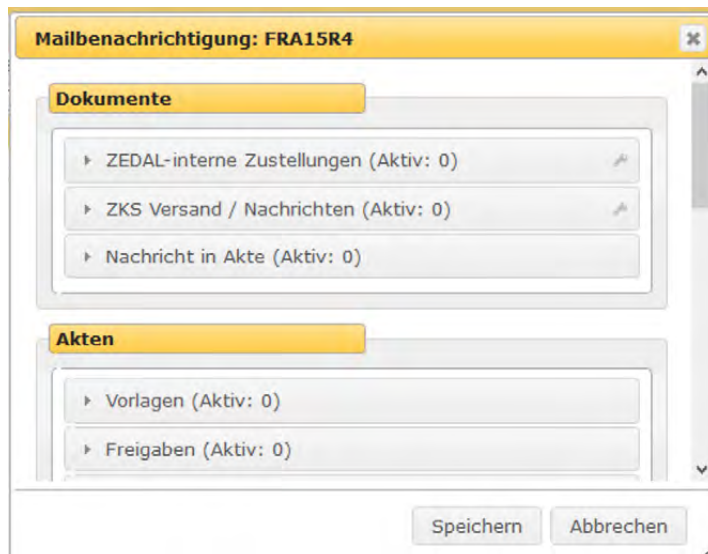 Mailbenachrichtigung: FRA15R4
Dokumente
ZEDAL-interne Zustellungen (Aktiv: 0)
ZKS Versand / Nachrichten (Aktiv: 0)
Nachricht in Akte (Aktiv: 0)
Akten
Vorlagen (Aktiv: 0)
Freigaben (Aktiv: 0)
Speichern Abbrechen